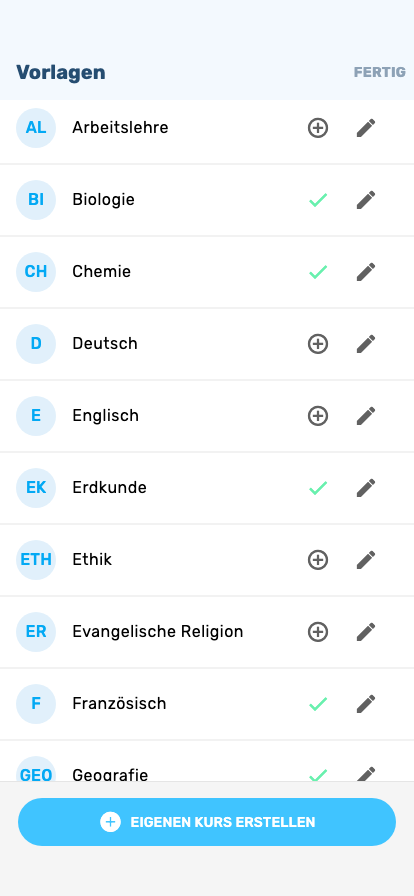 Vorlagen FERTIG
AL Arbeitslehre
BI Biologie
CH Chemie
D Deutsch
E Englisch
EK Erdkunde
ETH Ethik
ER Evangelische Religion
F Französisch
GEO Geografie
EIGENEN KURS ERSTELLEN